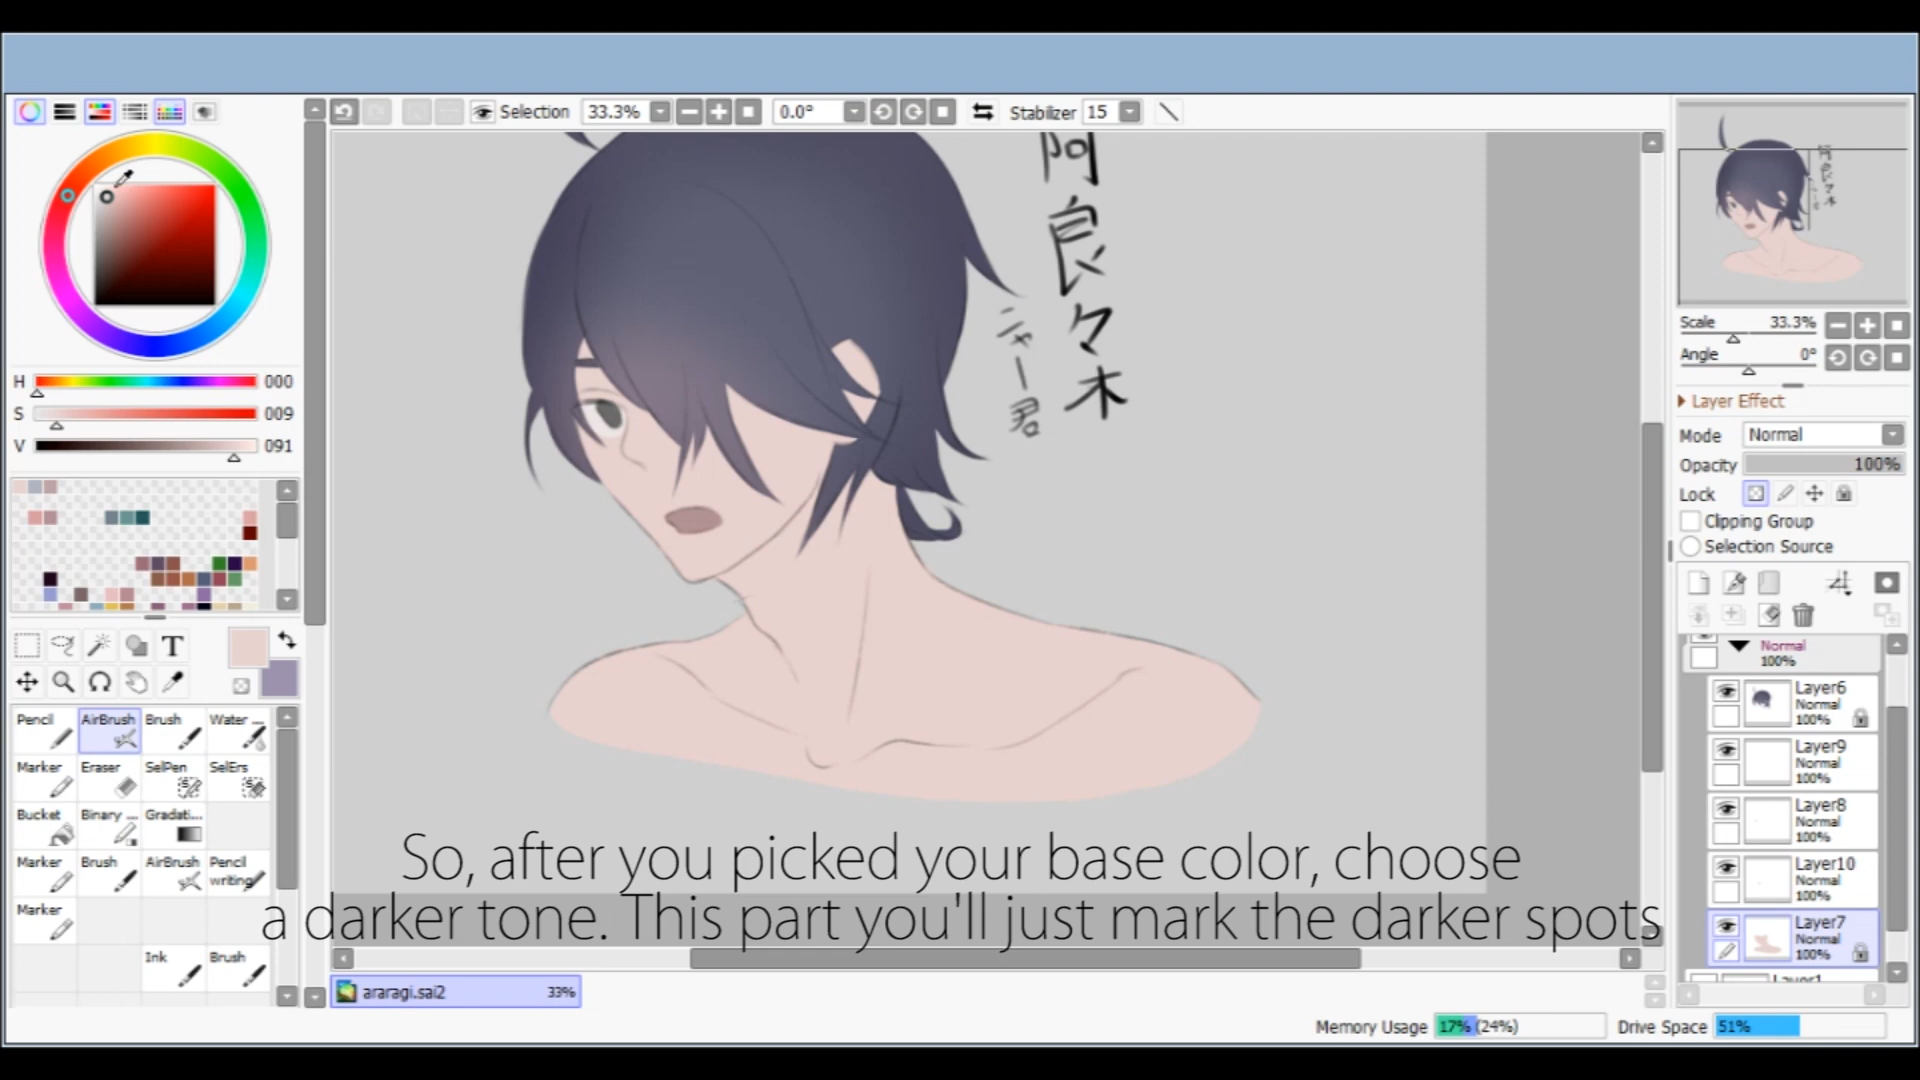 Selection 33.3% 0.0° Stabilizer 15
H 000
S 009
V 091
T
Pencil AirBrush Brush Water ...
Marker Eraser SelPen SelErs
Bucket Binary ... Gradati...
Marker Brush AirBrush Pencil writing
Marker
Ink Brush
阿良々木
ニャー君
So, after you picked your base color, choose
a darker tone. This part you'll just mark the darker spots
araragi.sai2 33%
Scale 33.3%
Angle 0°
Layer Effect
Mode Normal
Opacity 100%
Lock
Clipping Group
Selection Source
Normal
100%
Layer6
Normal
100%
Layer9
Normal
100%
Layer8
Normal
100%
Layer10
Normal
100%
Layer7
Normal
100%
Layer1
Memory Usage 17% (24%) Drive Space 51%